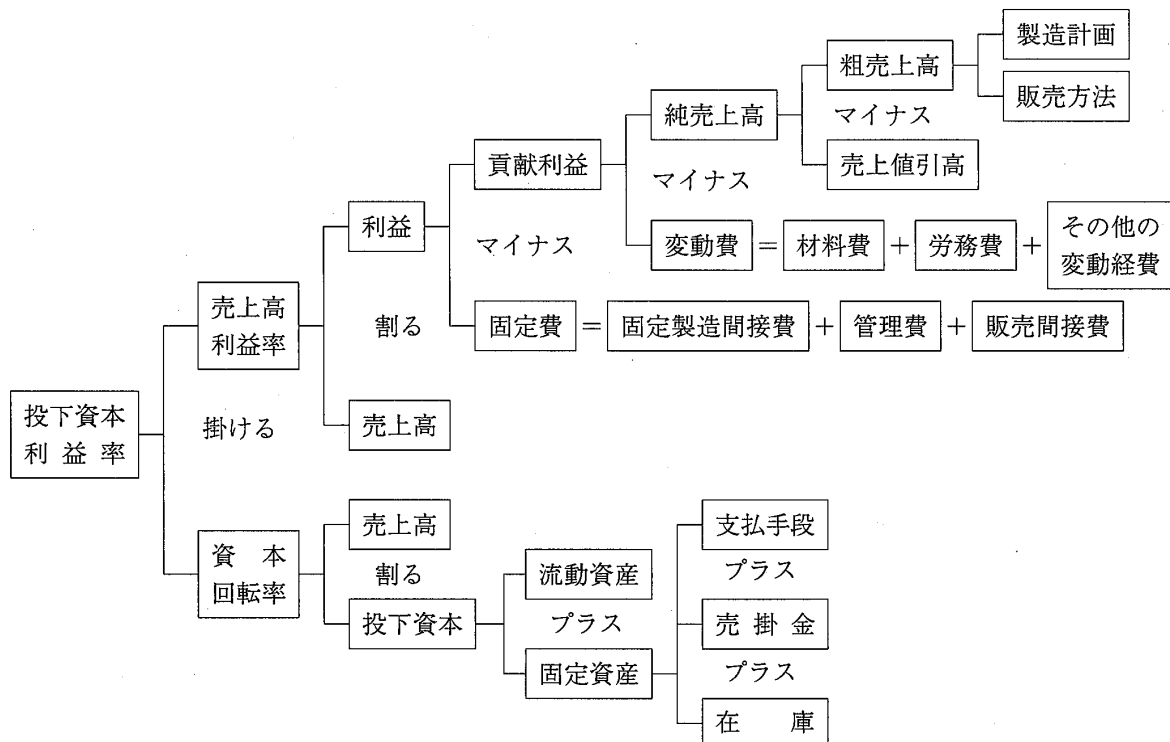 製造計画
粗売上高
販売方法
純売上高
マイナス
貢献利益
売上値引高
マイナス
利益
マイナス
変動費 = 材料費 + 労務費 + その他の
変動経費
売上高
利益率
割る
固定費 = 固定製造間接費 + 管理費 + 販売間接費
投下資本
利益率
掛ける
売上高
売上高
支払手段
資本
回転率
割る
流動資産
プラス
投下資本
プラス
売掛金
固定資産
プラス
在庫